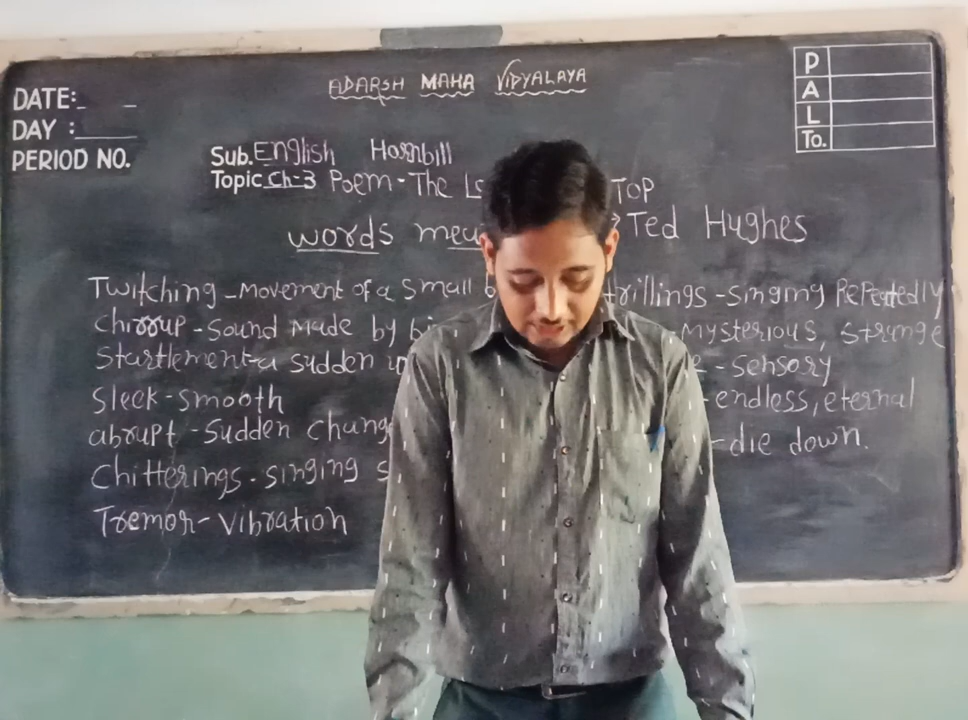 ADARSH MAHA VIDYALAYA
P
A
L
To.
DATE:
DAY :
PERIOD NO.
Sub. English Hornbill
Topic Ch-3 Poem - The TOP
→ Ted Hughes
words
Twitching - Movement of a small trillings - singing Repeatedly
Chirrup - Sound Made by mysterious, strange
Startlement - a sudden - sensory
Sleek - smooth - endless, eternal
abrupt - Sudden - die down.
Chitterings - singing
Tremor - Vibration